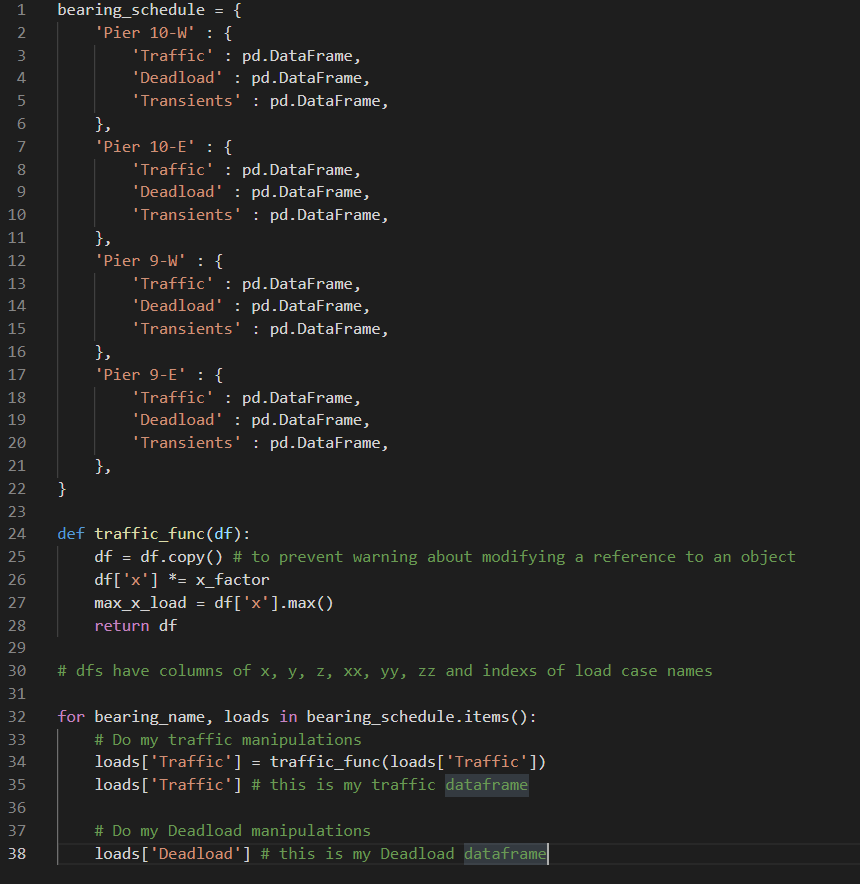 1 bearing_schedule = {
2 'Pier 10-W' : {
3 'Traffic' : pd.DataFrame,
4 'Deadload' : pd.DataFrame,
5 'Transients' : pd.DataFrame,
6 },
7 'Pier 10-E' : {
8 'Traffic' : pd.DataFrame,
9 'Deadload' : pd.DataFrame,
10 'Transients' : pd.DataFrame,
11 },
12 'Pier 9-W' : {
13 'Traffic' : pd.DataFrame,
14 'Deadload' : pd.DataFrame,
15 'Transients' : pd.DataFrame,
16 },
17 'Pier 9-E' : {
18 'Traffic' : pd.DataFrame,
19 'Deadload' : pd.DataFrame,
20 'Transients' : pd.DataFrame,
21 },
22 }
23
24 def traffic_func(df):
25 df = df.copy() # to prevent warning about modifying a reference to an object
26 df['x'] *= x_factor
27 max_x_load = df['x'].max()
28 return df
29
30 # dfs have columns of x, y, z, xx, yy, zz and indexs of load case names
31
32 for bearing_name, loads in bearing_schedule.items():
33 # Do my traffic manipulations
34 loads['Traffic'] = traffic_func(loads['Traffic'])
35 loads['Traffic'] # this is my traffic dataframe
36
37 # Do my Deadload manipulations
38 loads['Deadload'] # this is my Deadload dataframe